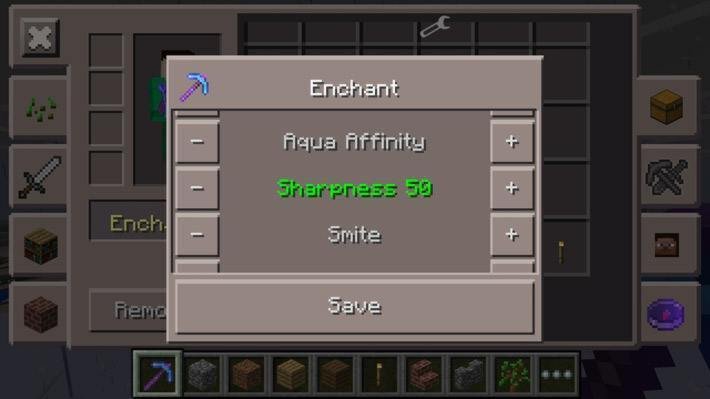 Enchant
- Aqua Affinity +
- Sharpness 50 +
- Smite +
Ench
Save
Remo